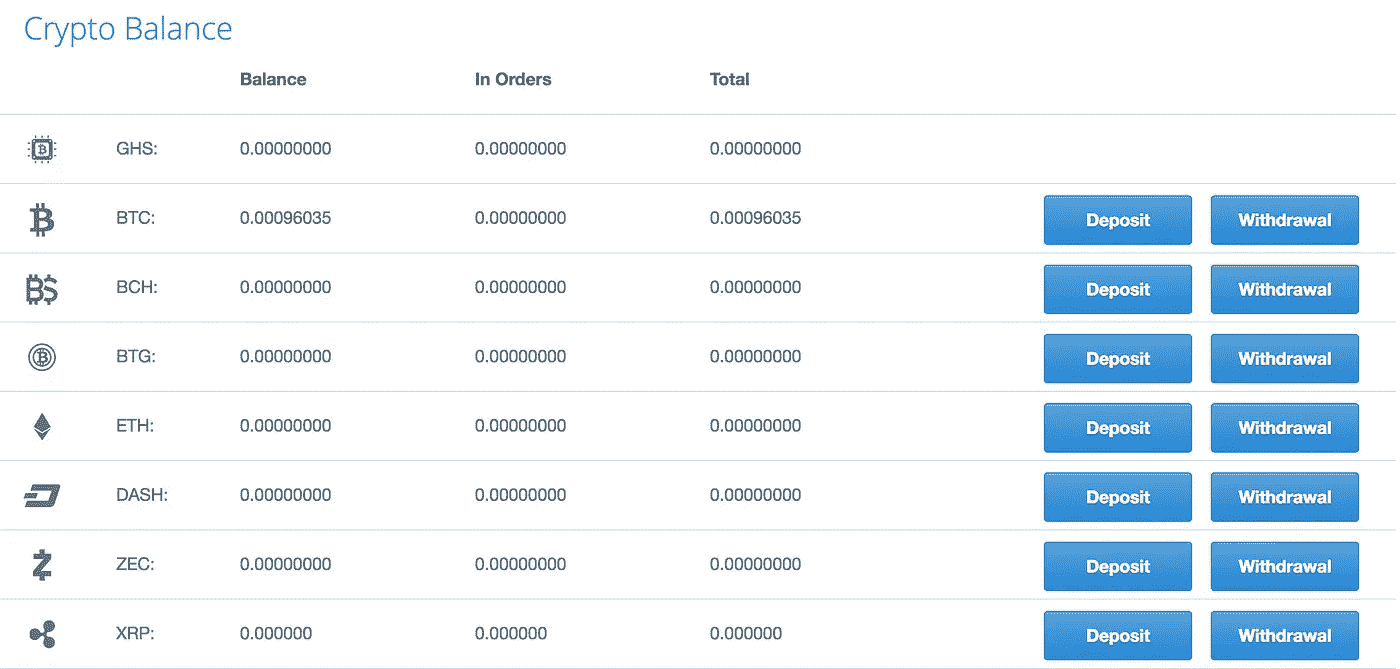 Crypto Balance
Balance In Orders Total
GHS: 0.00000000 0.00000000 0.00000000
BTC: 0.00096035 0.00000000 0.00096035 Deposit Withdrawal
BCH: 0.00000000 0.00000000 0.00000000 Deposit Withdrawal
BTG: 0.00000000 0.00000000 0.00000000 Deposit Withdrawal
ETH: 0.00000000 0.00000000 0.00000000 Deposit Withdrawal
DASH: 0.00000000 0.00000000 0.00000000 Deposit Withdrawal
ZEC: 0.00000000 0.00000000 0.00000000 Deposit Withdrawal
XRP: 0.000000 0.000000 0.000000 Deposit Withdrawal